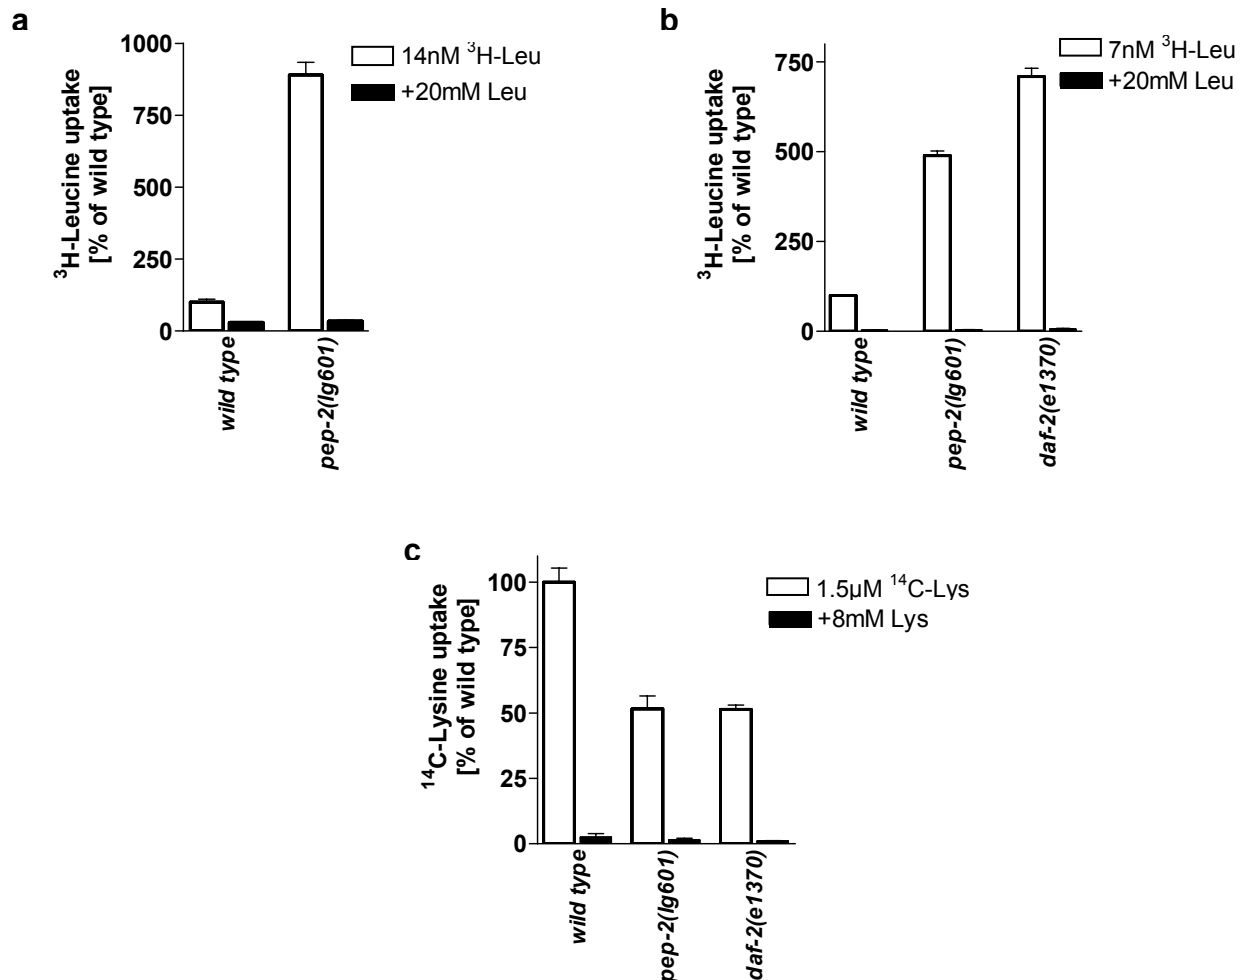 a
1000
750
500
250
0
³H-Leucine uptake
[% of wild type]
14nM ³H-Leu
+20mM Leu
wild type
pep-2(lg601)
b
750
500
250
0
³H-Leucine uptake
[% of wild type]
7nM ³H-Leu
+20mM Leu
wild type
pep-2(lg601)
daf-2(e1370)
c
100
75
50
25
0
¹⁴C-Lysine uptake
[% of wild type]
1.5µM ¹⁴C-Lys
+8mM Lys
wild type
pep-2(lg601)
daf-2(e1370)